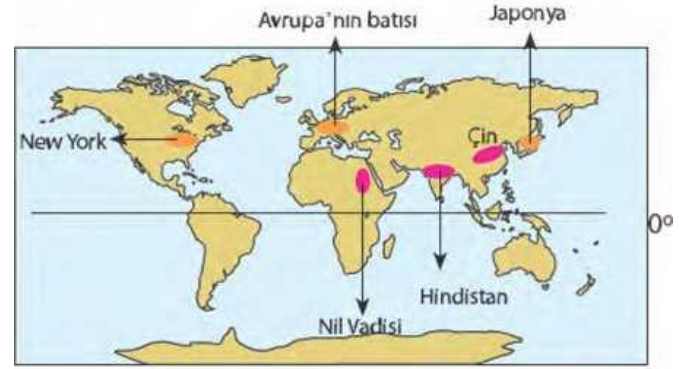 Avrupa'nın batısı
Japonya
New York
Çin
0°
Hindistan
Nil Vadisi